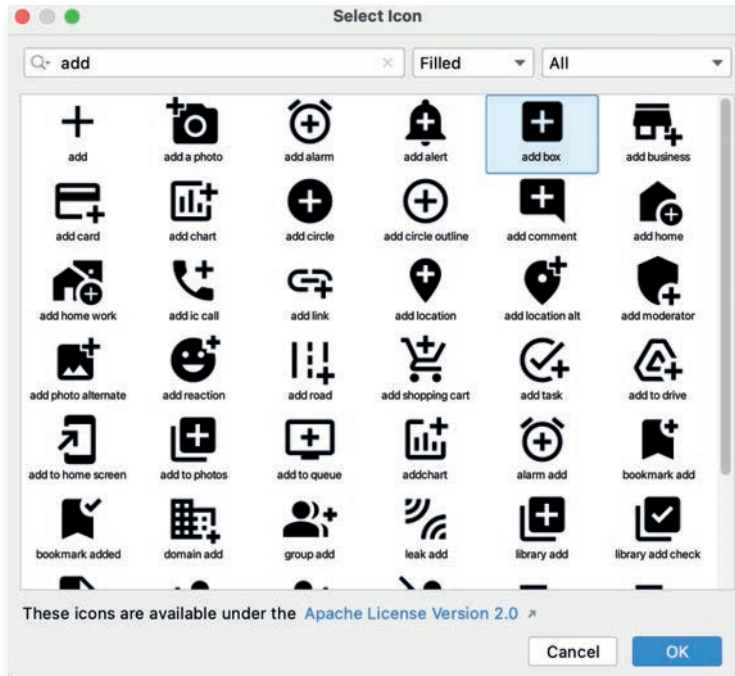 Select Icon
add Filled All
add add a photo add alarm add alert add box add business
add card add chart add circle add circle outline add comment add home
add home work add ic call add link add location add location alt add moderator
add photo alternate add reaction add road add shopping cart add task add to drive
add to home screen add to photos add to queue addchart alarm add bookmark add
bookmark added domain add group add leak add library add library add check
These icons are available under the Apache License Version 2.0
Cancel OK